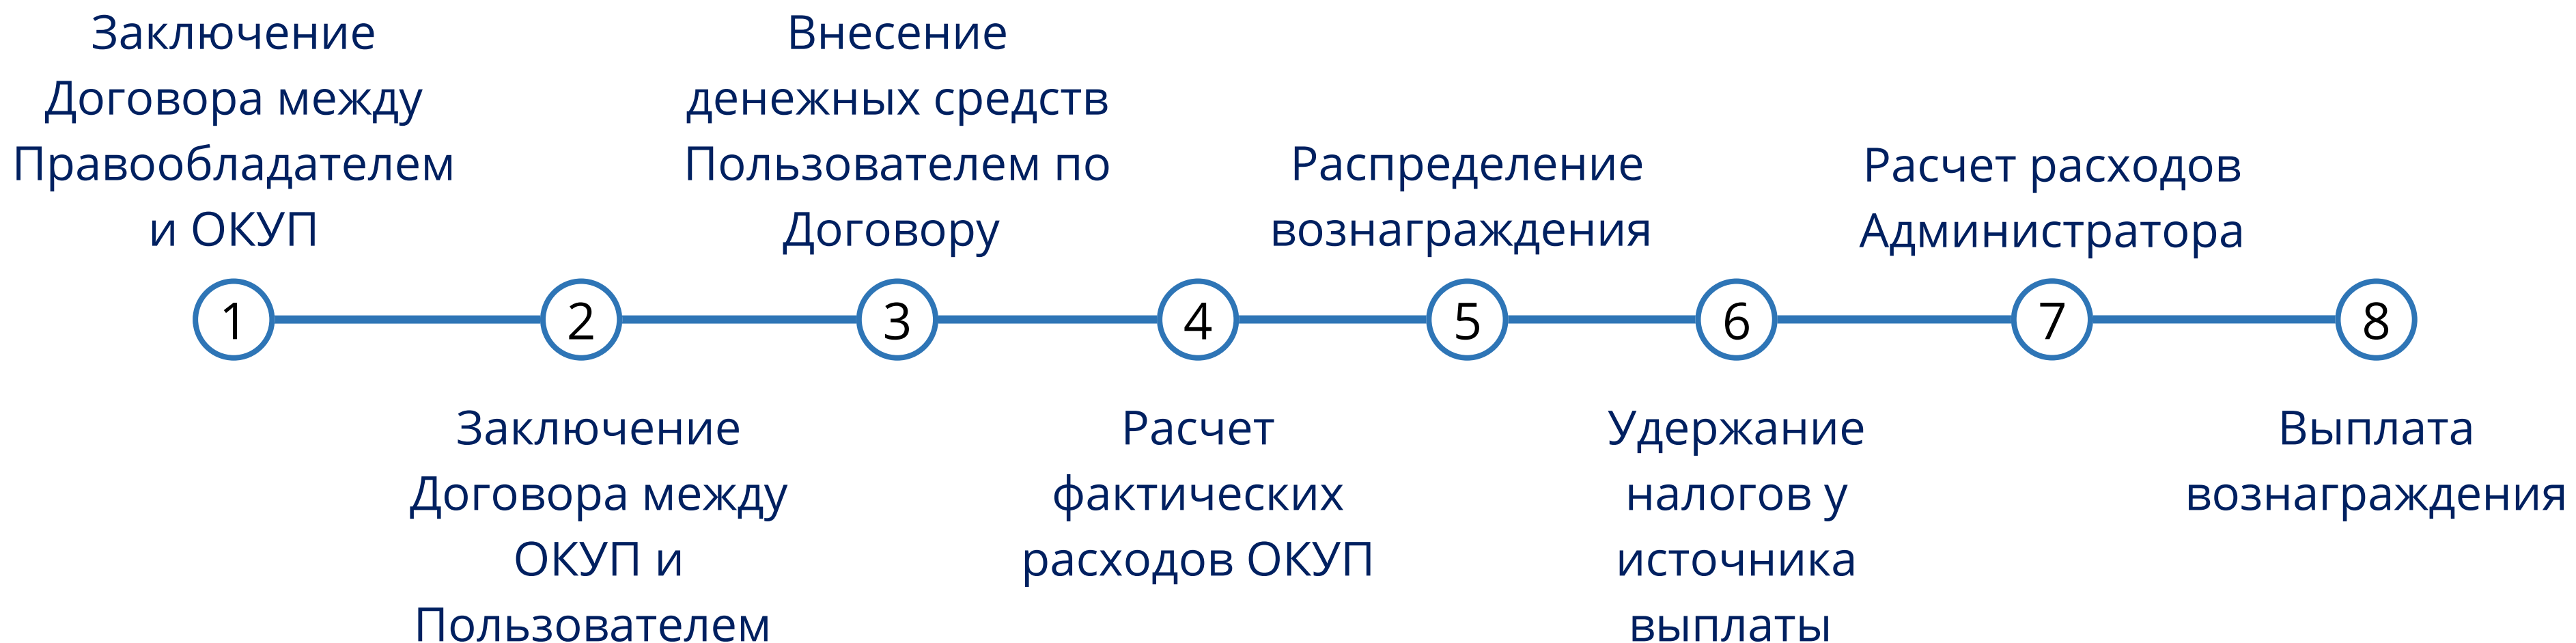 Заключение
Договора между
Правообладателем
и ОКУП
Внесение
денежных средств
Пользователем по
Договору
Распределение
вознаграждения
Расчет расходов
Администратора
1
2
3
4
5
6
7
8
Заключение
Договора между
ОКУП и
Пользователем
Расчет
фактических
расходов ОКУП
Удержание
налогов у
источника
выплаты
Выплата
вознаграждения